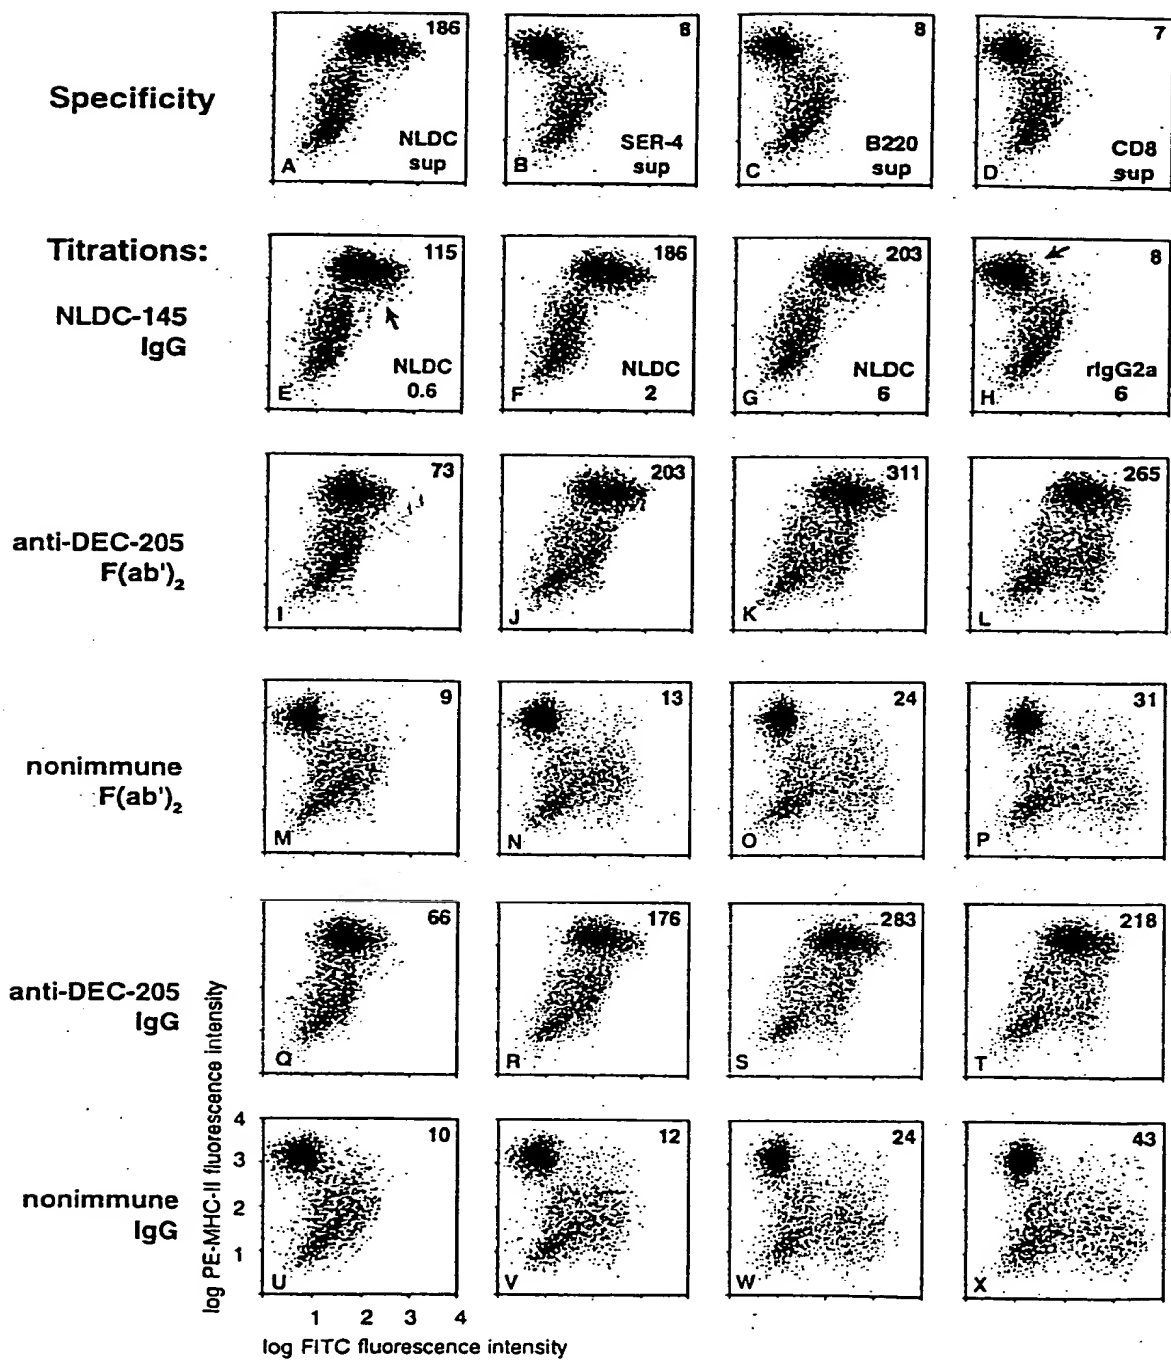 Specificity
186
NLDC
sup
A
8
SER-4
sup
B
8
B220
sup
C
7
CD8
sup
D
Titrations:
NLDC-145
IgG
115
NLDC
0.6
E
186
NLDC
2
F
203
NLDC
6
G
8
rIgG2a
6
H
anti-DEC-205
F(ab')₂
73
I
203
J
311
K
265
L
nonimmune
F(ab')₂
9
M
13
N
24
O
31
P
anti-DEC-205
IgG
66
Q
176
R
283
S
218
T
nonimmune
IgG
10
U
12
V
24
W
43
X
log PE-MHC-II fluorescence intensity
4
3
2
1
1 2 3 4
log FITC fluorescence intensity